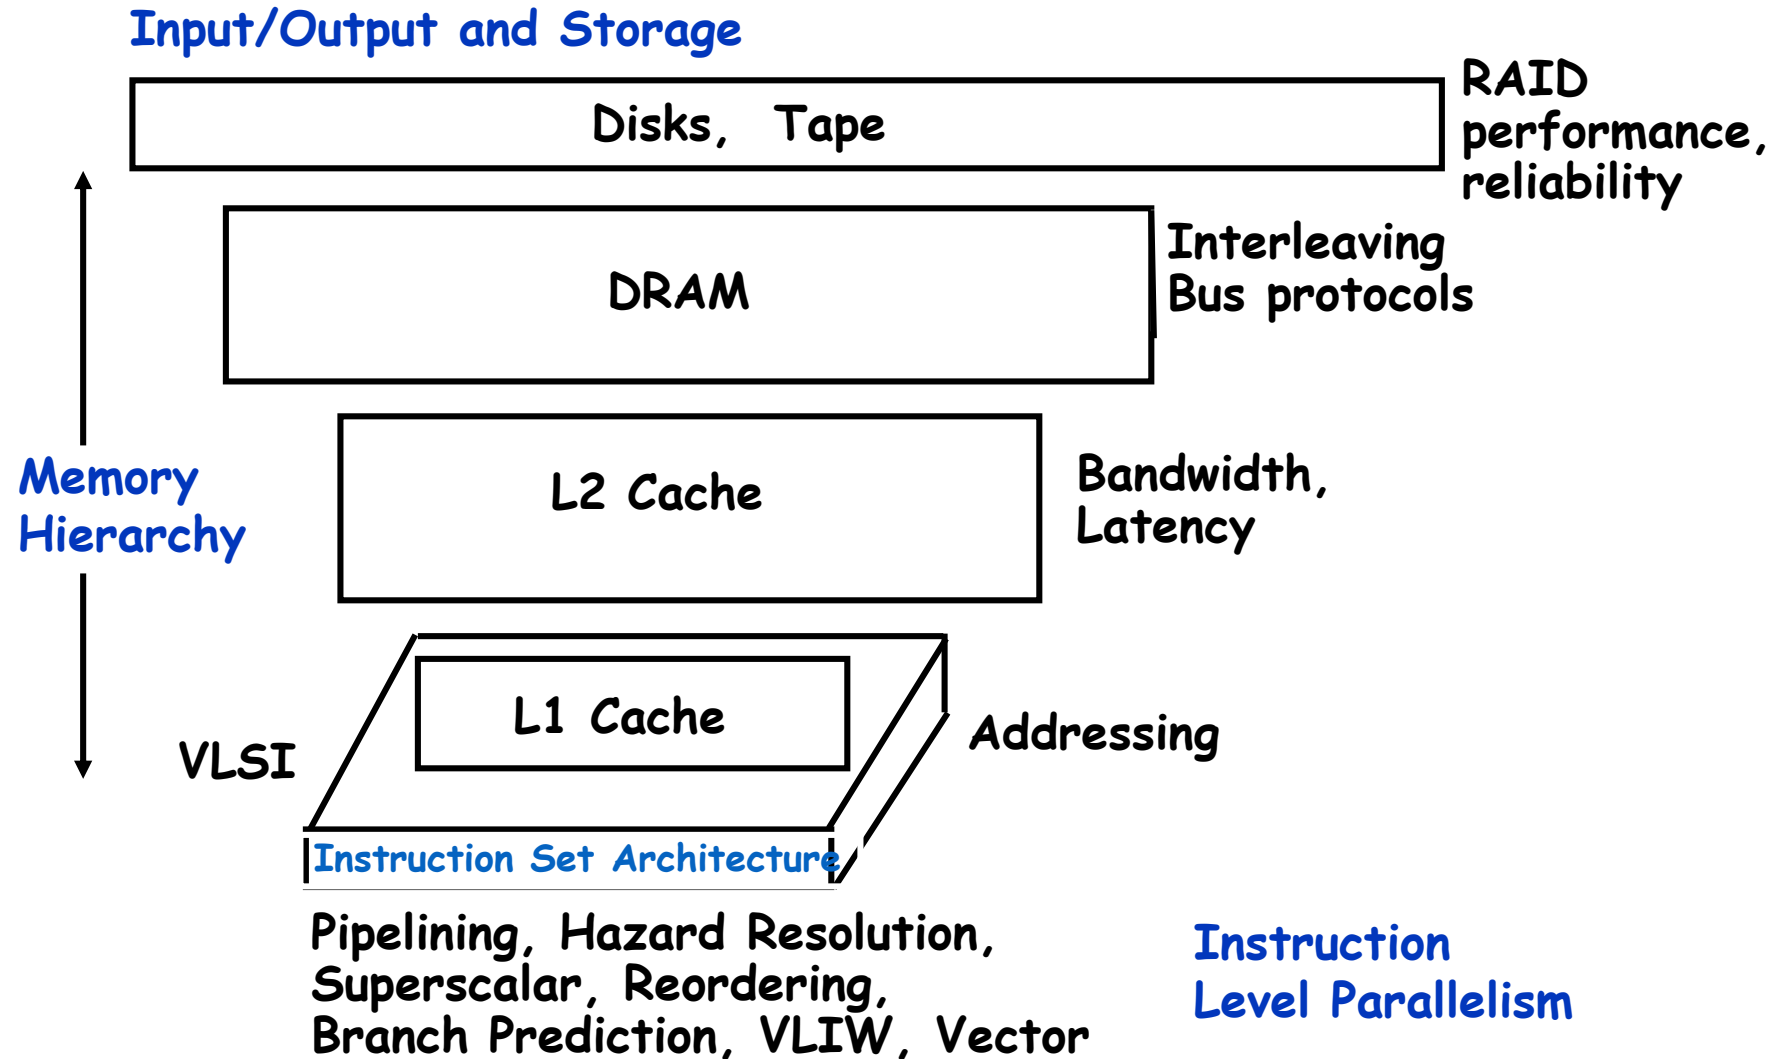 Input/Output and Storage
Disks, Tape
RAID
performance,
reliability
DRAM
Interleaving
Bus protocols
Memory
Hierarchy
L2 Cache
Bandwidth,
Latency
L1 Cache
VLSI
Addressing
Instruction Set Architecture
Pipelining, Hazard Resolution,
Superscalar, Reordering,
Branch Prediction, VLIW, Vector
Instruction
Level Parallelism